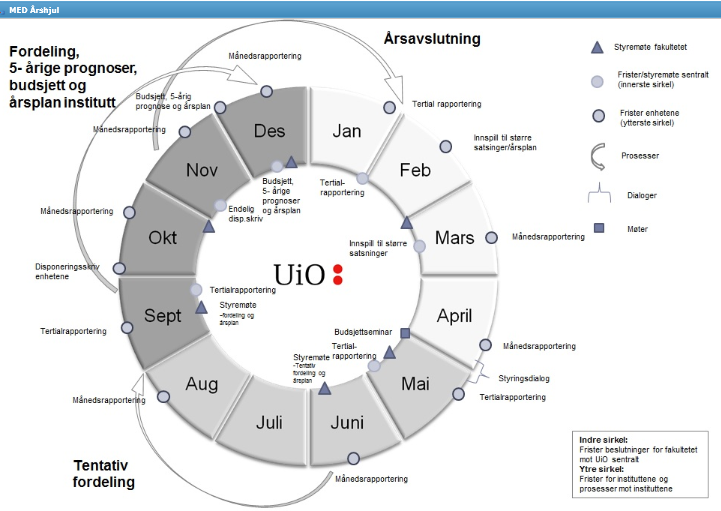 MED Årshjul
Fordeling,
5- årige prognoser,
budsjett og
årsplan institutt
Årsavslutning
Månedsrapportering
Budsjett, 5-årig
prognose og årsplan
Månedsrapportering
Månedsrapportering
Disponeringsskriv
enhetene
Tertialrapportering
Månedsrapportering
Tentativ
fordeling
Tertial rapportering
Innspill til større
satsinger/årsplan
Månedsrapportering
Månedsrapportering
Styringsdialog
Tertialrapportering
Månedsrapportering
Jan
Feb
Mars
April
Mai
Juni
Juli
Aug
Sept
Okt
Nov
Des
Budsjett,
5- årige
prognoser
og årsplan
Tertial-
rapportering
Endelig
disp.skriv
Innspill til større
satsninger
UiO :
Tertialrapportering
Styremøte
–fordeling og
årsplan
Budsjettseminar
Tertial-
rapportering
Styremøte
-Tentativ
fordeling og
årsplan
Styremøte fakultetet
Frister/styremøte sentralt
(innerste sirkel)
Frister enhetene
(ytterste sirkel)
Prosesser
Dialoger
Møter
Indre sirkel:
Frister beslutninger for fakultetet
mot UiO sentralt
Ytre sirkel:
Frister for instituttene og
prosesser mot instituttene